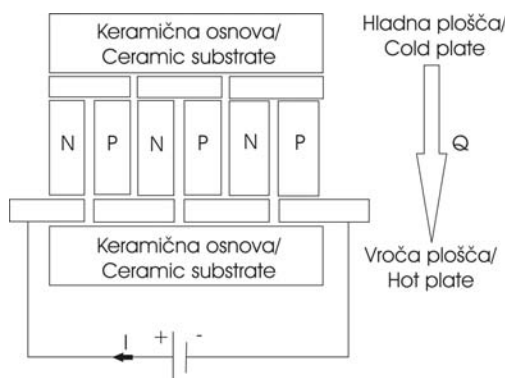 Keramična osnova/
Ceramic substrate
Hladna plošča/
Cold plate
N P N P N P
Q
Keramična osnova/
Ceramic substrate
Vroča plošča/
Hot plate
I + -